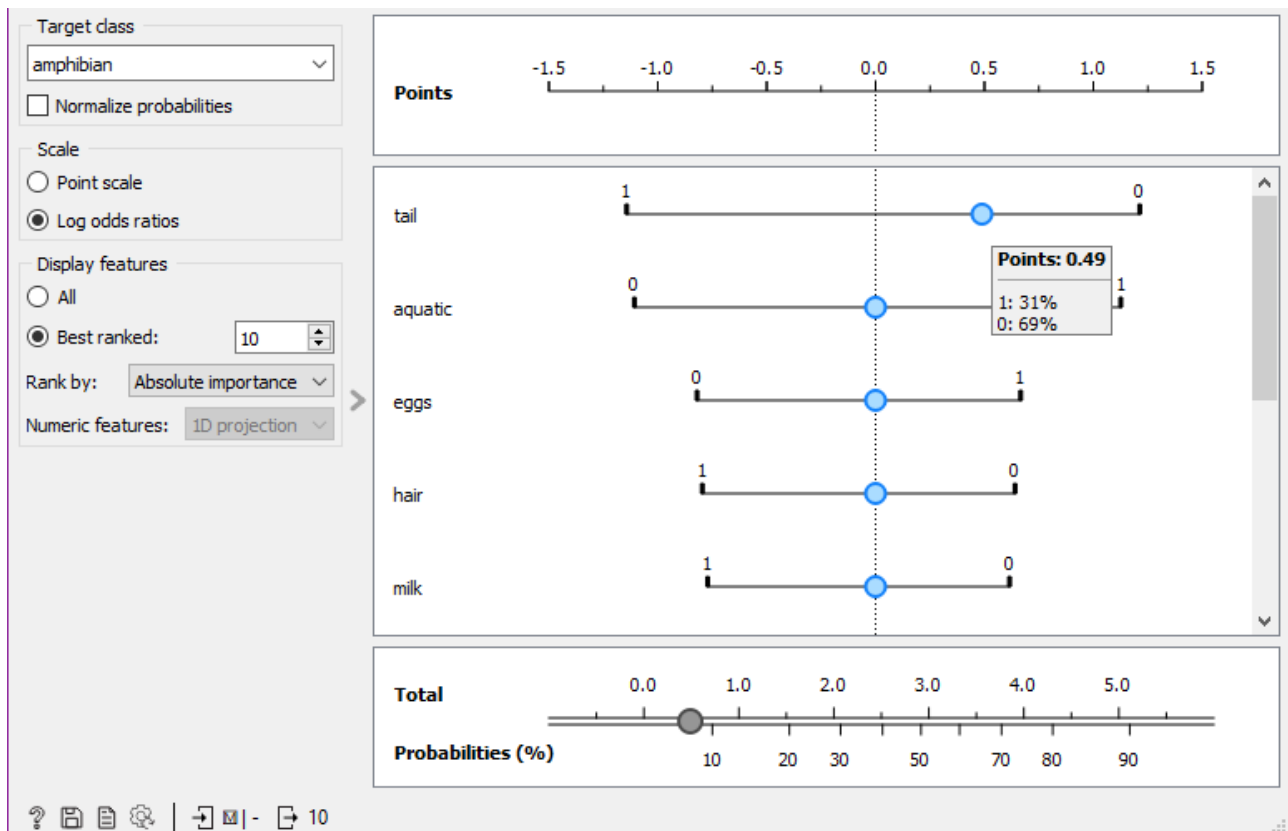 Target class
amphibian
Normalize probabilities
Scale
Point scale
Log odds ratios
Display features
All
Best ranked: 10
Rank by: Absolute importance
Numeric features: 1D projection
-1.5 -1.0 -0.5 0.0 0.5 1.0 1.5
Points
1 0
tail
Points: 0.49
1: 31%
0: 69%
0 1
aquatic
0 1
eggs
1 0
hair
1 0
milk
0.0 1.0 2.0 3.0 4.0 5.0
Total
Probabilities (%)
10 20 30 50 70 80 90
? M | - 10